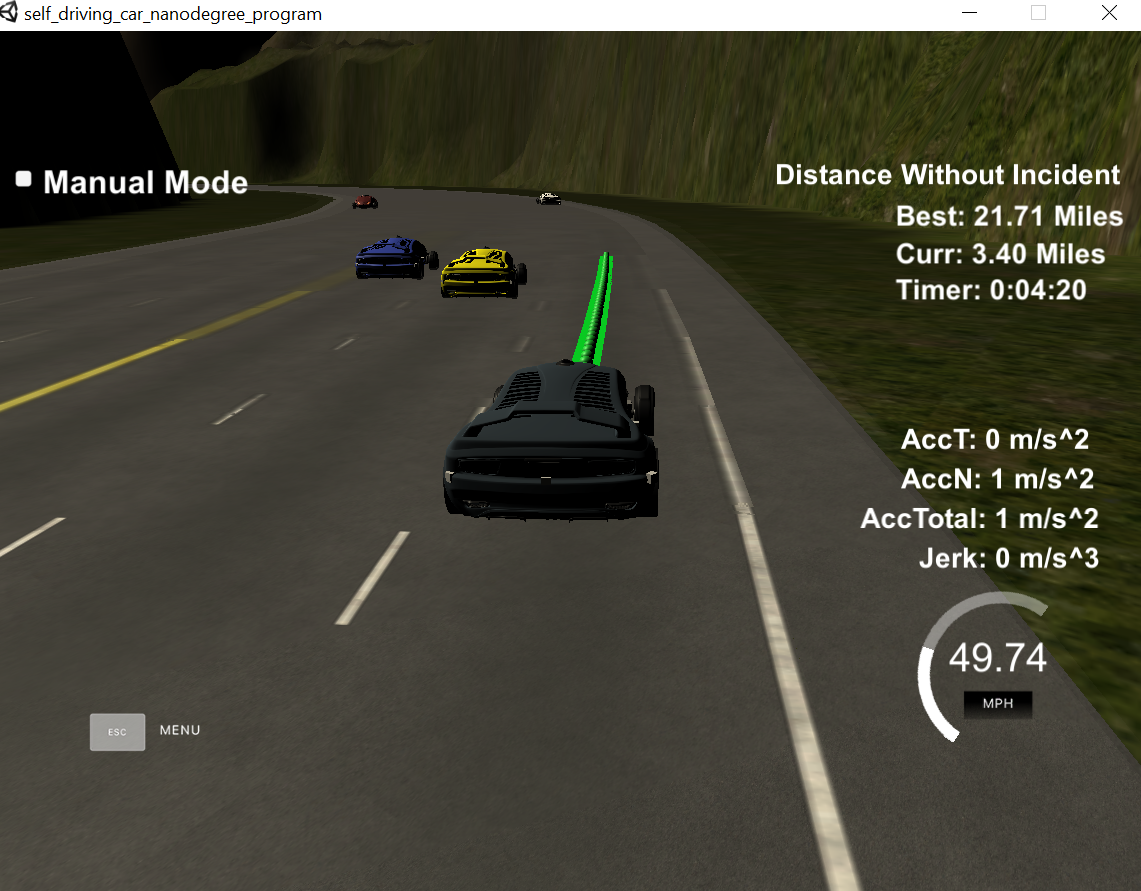 self_driving_car_nanodegree_program
Manual Mode
Distance Without Incident
Best: 21.71 Miles
Curr: 3.40 Miles
Timer: 0:04:20
AccT: 0 m/s^2
AccN: 1 m/s^2
AccTotal: 1 m/s^2
Jerk: 0 m/s^3
49.74
MPH
ESC MENU